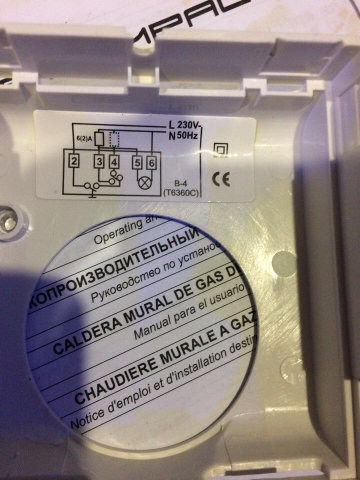 L 230V~
N 50Hz
6(2)A
2 3 4 5 6
B-4
(T6360C)
CE
Operating an
КОПРОИЗВОДИТЕЛЬНЫЙ
Руководство по устано
CALDERA MURAL DE GAS D
Manual para el usuario
CHAUDIERE MURALE A GAZ
Notice d'emploi et d'installation destin